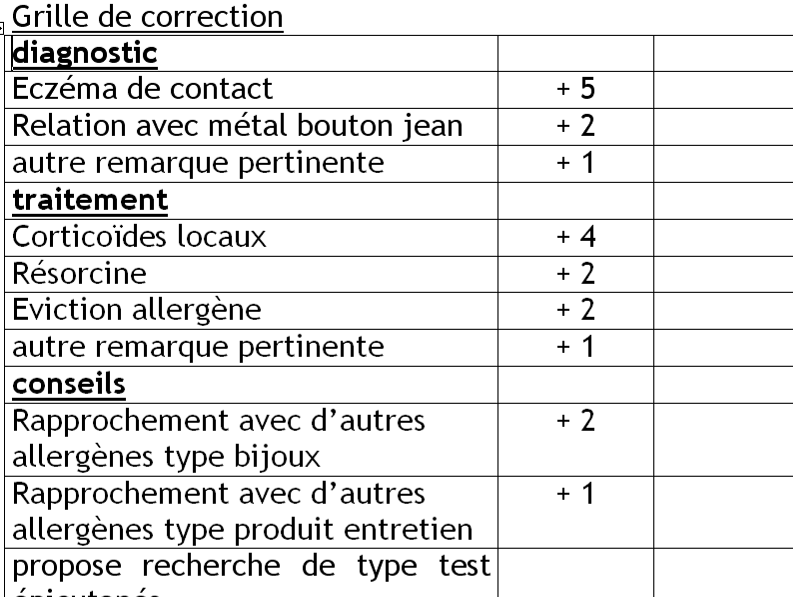 Grille de correction
diagnostic
Eczéma de contact + 5
Relation avec métal bouton jean + 2
autre remarque pertinente + 1
traitement
Corticoïdes locaux + 4
Résorcine + 2
Eviction allergène + 2
autre remarque pertinente + 1
conseils
Rapprochement avec d’autres + 2
allergènes type bijoux
Rapprochement avec d’autres + 1
allergènes type produit entretien
propose recherche de type test